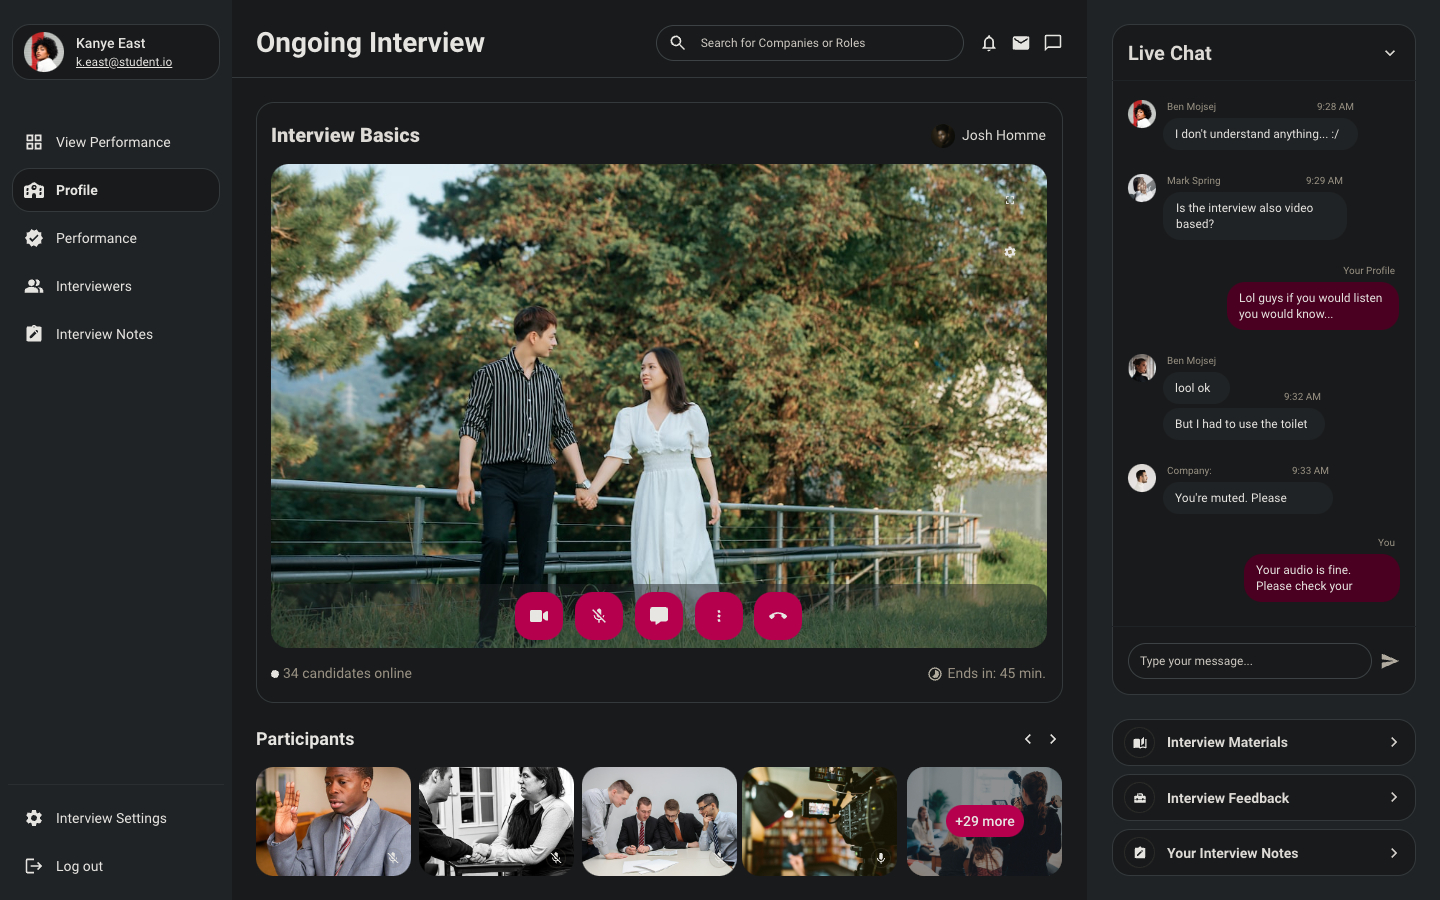 Kanye East
k.east@student.io
View Performance
Profile
Performance
Interviewers
Interview Notes
Interview Settings
Log out
Ongoing Interview
Search for Companies or Roles
Interview Basics
Josh Homme
34 candidates online
Ends in: 45 min.
Participants
+29 more
Live Chat
Ben Mojsej 9:28 AM
I don't understand anything... :/
Mark Spring 9:29 AM
Is the interview also video
based?
Your Profile
Lol guys if you would listen
you would know...
Ben Mojsej
lool ok
9:32 AM
But I had to use the toilet
Company: 9:33 AM
You're muted. Please
You
Your audio is fine.
Please check your
Type your message...
Interview Materials
Interview Feedback
Your Interview Notes